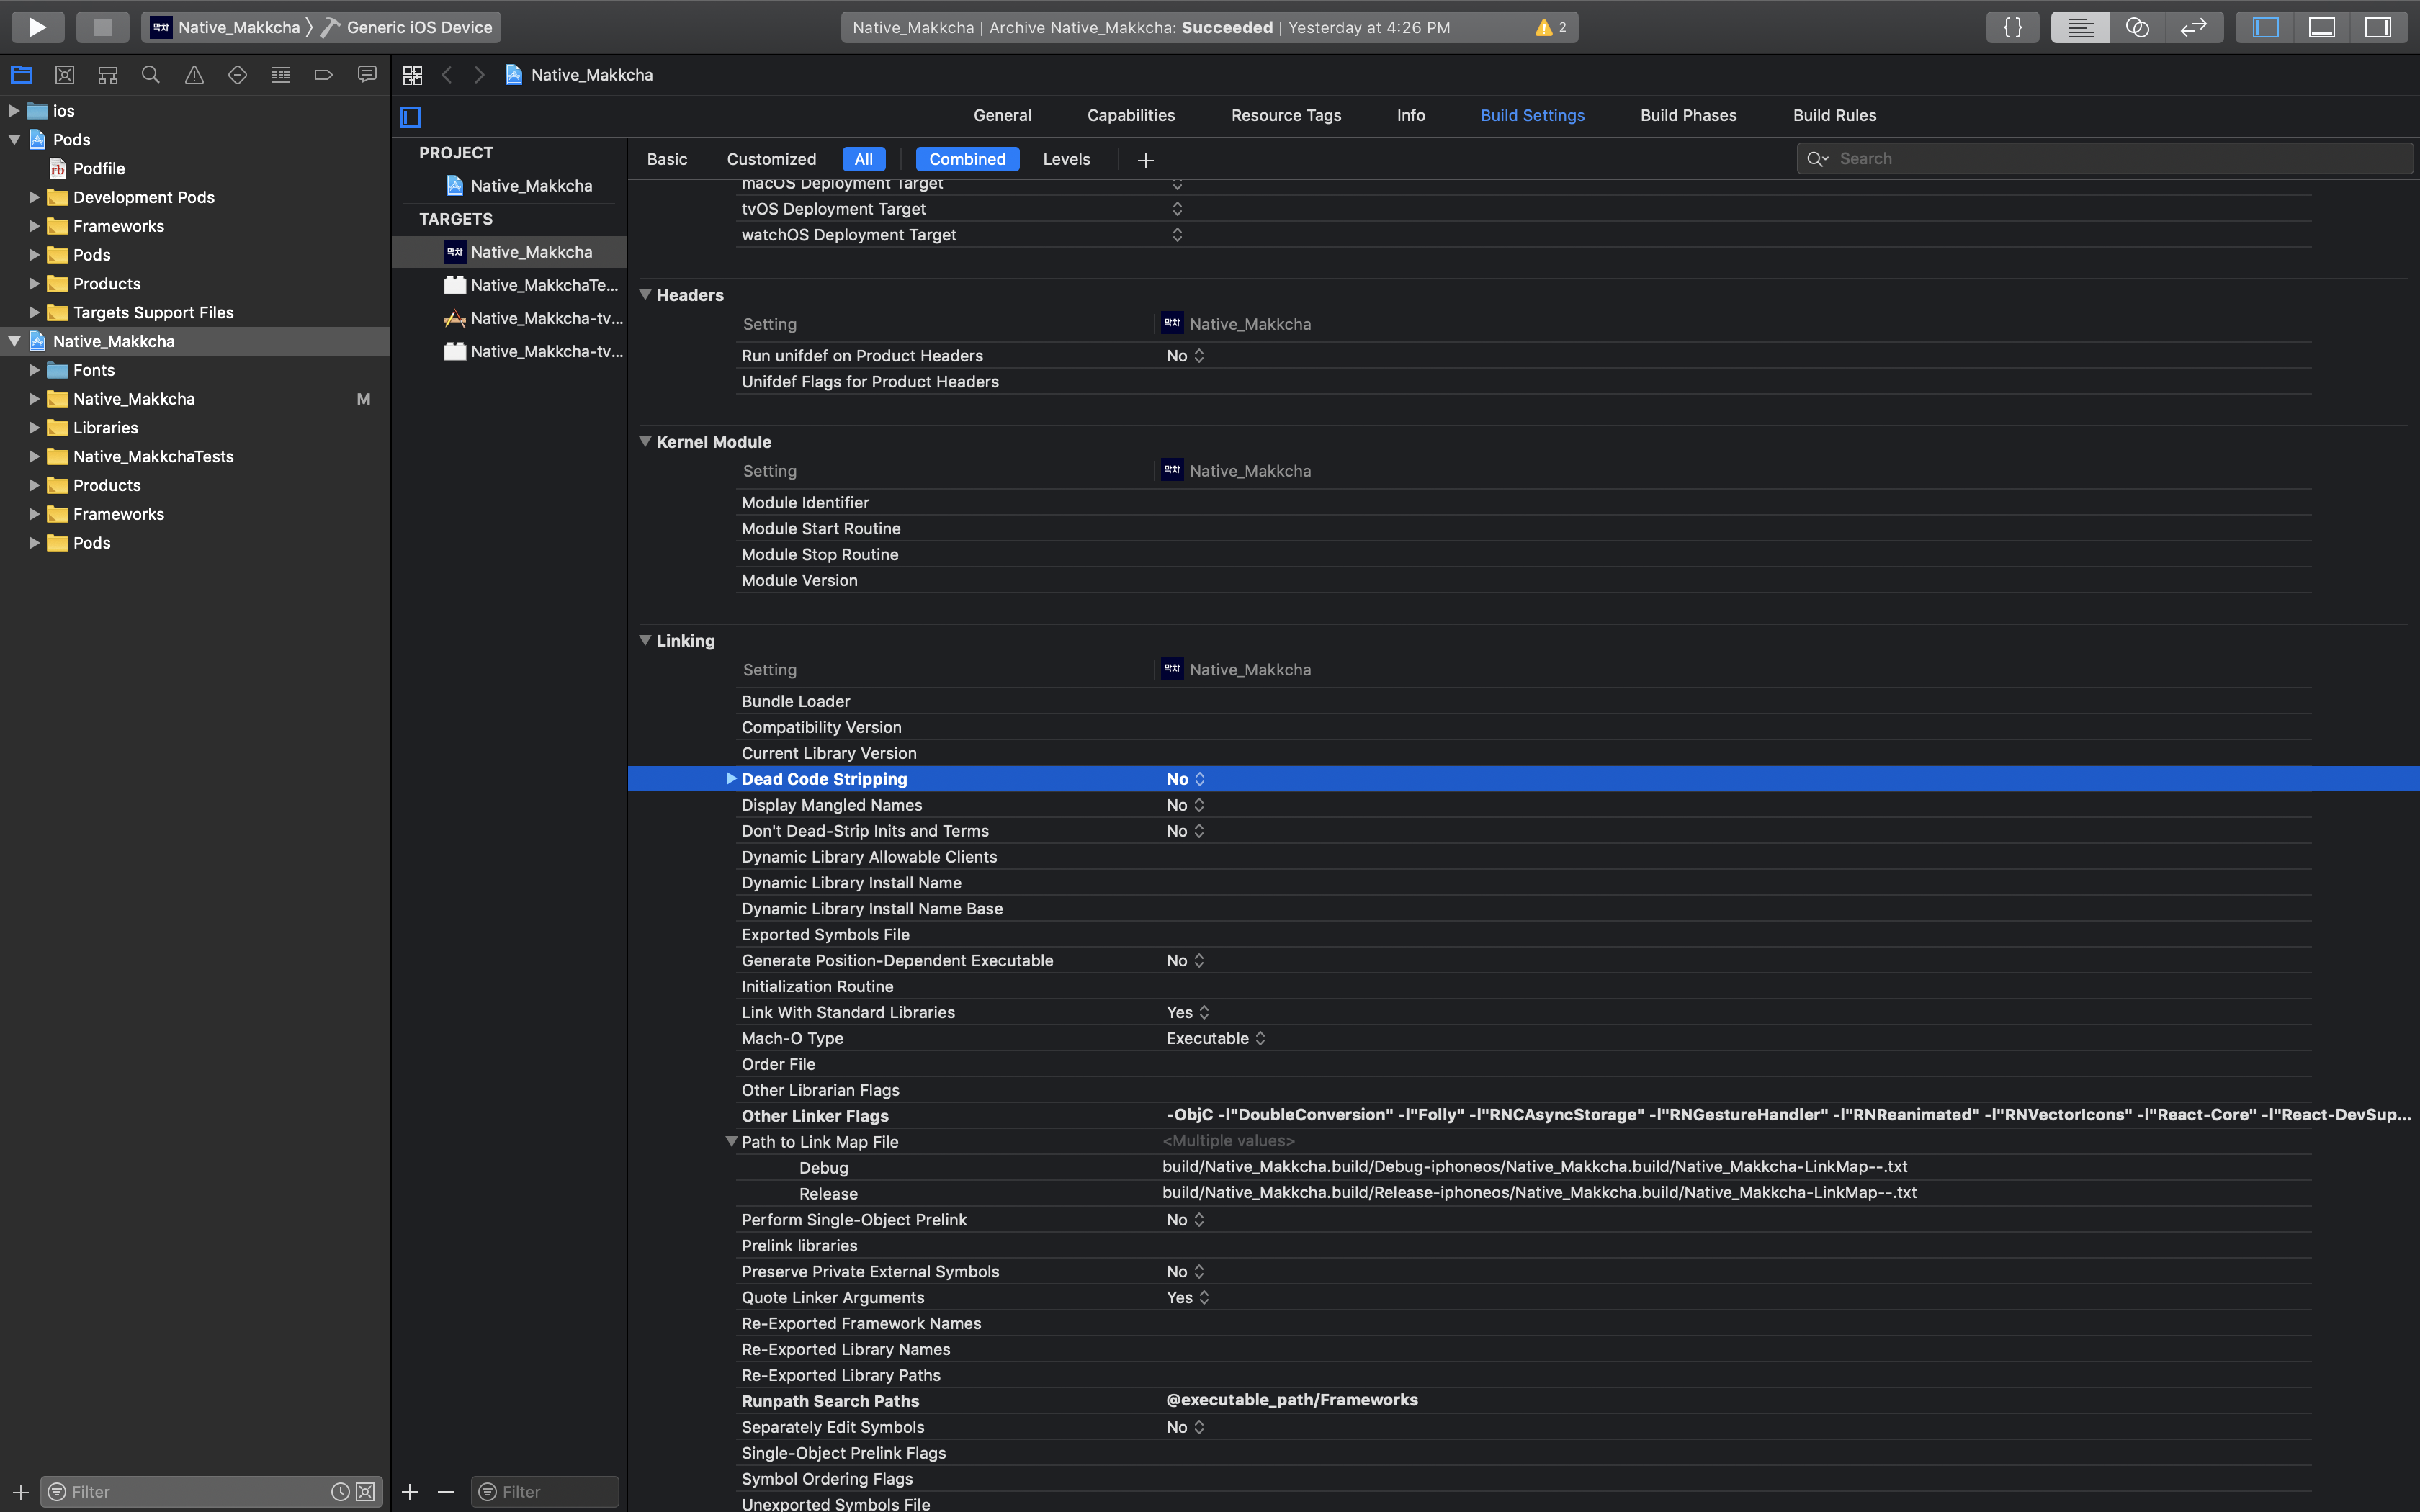 막차 Native_Makkcha Generic iOS Device
Native_Makkcha | Archive Native_Makkcha: Succeeded | Yesterday at 4:26 PM 2
{}
Native_Makkcha
ios
Pods
Podfile
Development Pods
Frameworks
Pods
Products
Targets Support Files
Native_Makkcha
Fonts
Native_Makkcha M
Libraries
Native_MakkchaTests
Products
Frameworks
Pods
Filter
General Capabilities Resource Tags Info Build Settings Build Phases Build Rules
PROJECT
Native_Makkcha
TARGETS
막차 Native_Makkcha
Native_MakkchaTe...
Native_Makkcha-tv...
Native_Makkcha-tv...
Filter
Basic Customized All Combined Levels Search
macOS Deployment Target
tvOS Deployment Target
watchOS Deployment Target
Headers
Setting 막차 Native_Makkcha
Run unifdef on Product Headers No
Unifdef Flags for Product Headers
Kernel Module
Setting 막차 Native_Makkcha
Module Identifier
Module Start Routine
Module Stop Routine
Module Version
Linking
Setting 막차 Native_Makkcha
Bundle Loader
Compatibility Version
Current Library Version
Dead Code Stripping No
Display Mangled Names No
Don't Dead-Strip Inits and Terms No
Dynamic Library Allowable Clients
Dynamic Library Install Name
Dynamic Library Install Name Base
Exported Symbols File
Generate Position-Dependent Executable No
Initialization Routine
Link With Standard Libraries Yes
Mach-O Type Executable
Order File
Other Librarian Flags
Other Linker Flags -ObjC -l"DoubleConversion" -l"Folly" -l"RNCAsyncStorage" -l"RNGestureHandler" -l"RNReanimated" -l"RNVectorIcons" -l"React-Core" -l"React-DevSup...
Path to Link Map File <Multiple values>
Debug build/Native_Makkcha.build/Debug-iphoneos/Native_Makkcha.build/Native_Makkcha-LinkMap--.txt
Release build/Native_Makkcha.build/Release-iphoneos/Native_Makkcha.build/Native_Makkcha-LinkMap--.txt
Perform Single-Object Prelink No
Prelink libraries
Preserve Private External Symbols No
Quote Linker Arguments Yes
Re-Exported Framework Names
Re-Exported Library Names
Re-Exported Library Paths
Runpath Search Paths @executable_path/Frameworks
Separately Edit Symbols No
Single-Object Prelink Flags
Symbol Ordering Flags
Unexported Symbols File